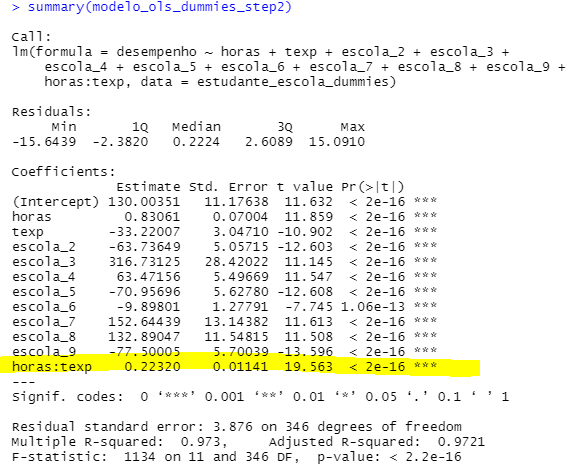 > summary(modelo_ols_dummies_step2)
Call:
lm(formula = desempenho ~ horas + texp + escola_2 + escola_3 +
    escola_4 + escola_5 + escola_6 + escola_7 + escola_8 + escola_9 +
    horas:texp, data = estudante_escola_dummies)
Residuals:
     Min       1Q   Median       3Q      Max
-15.6439  -2.3820   0.2224   2.6089  15.0910
Coefficients:
             Estimate Std. Error t value Pr(>|t|)
(Intercept) 130.00351   11.17638  11.632  < 2e-16 ***
horas         0.83061    0.07004  11.859  < 2e-16 ***
texp        -33.22007    3.04710 -10.902  < 2e-16 ***
escola_2    -63.73649    5.05715 -12.603  < 2e-16 ***
escola_3    316.73125   28.42022  11.145  < 2e-16 ***
escola_4     63.47156    5.49669  11.547  < 2e-16 ***
escola_5    -70.95696    5.62780 -12.608  < 2e-16 ***
escola_6     -9.89801    1.27791  -7.745 1.06e-13 ***
escola_7    152.64439   13.14382  11.613  < 2e-16 ***
escola_8    132.89047   11.54815  11.508  < 2e-16 ***
escola_9    -77.50005    5.70039 -13.596  < 2e-16 ***
horas:texp    0.22320    0.01141  19.563  < 2e-16 ***
---
Signif. codes:  0 ‘***’ 0.001 ‘**’ 0.01 ‘*’ 0.05 ‘.’ 0.1 ‘ ’ 1
Residual standard error: 3.876 on 346 degrees of freedom
Multiple R-squared:  0.973,	Adjusted R-squared:  0.9721
F-statistic:  1134 on 11 and 346 DF,  p-value: < 2.2e-16